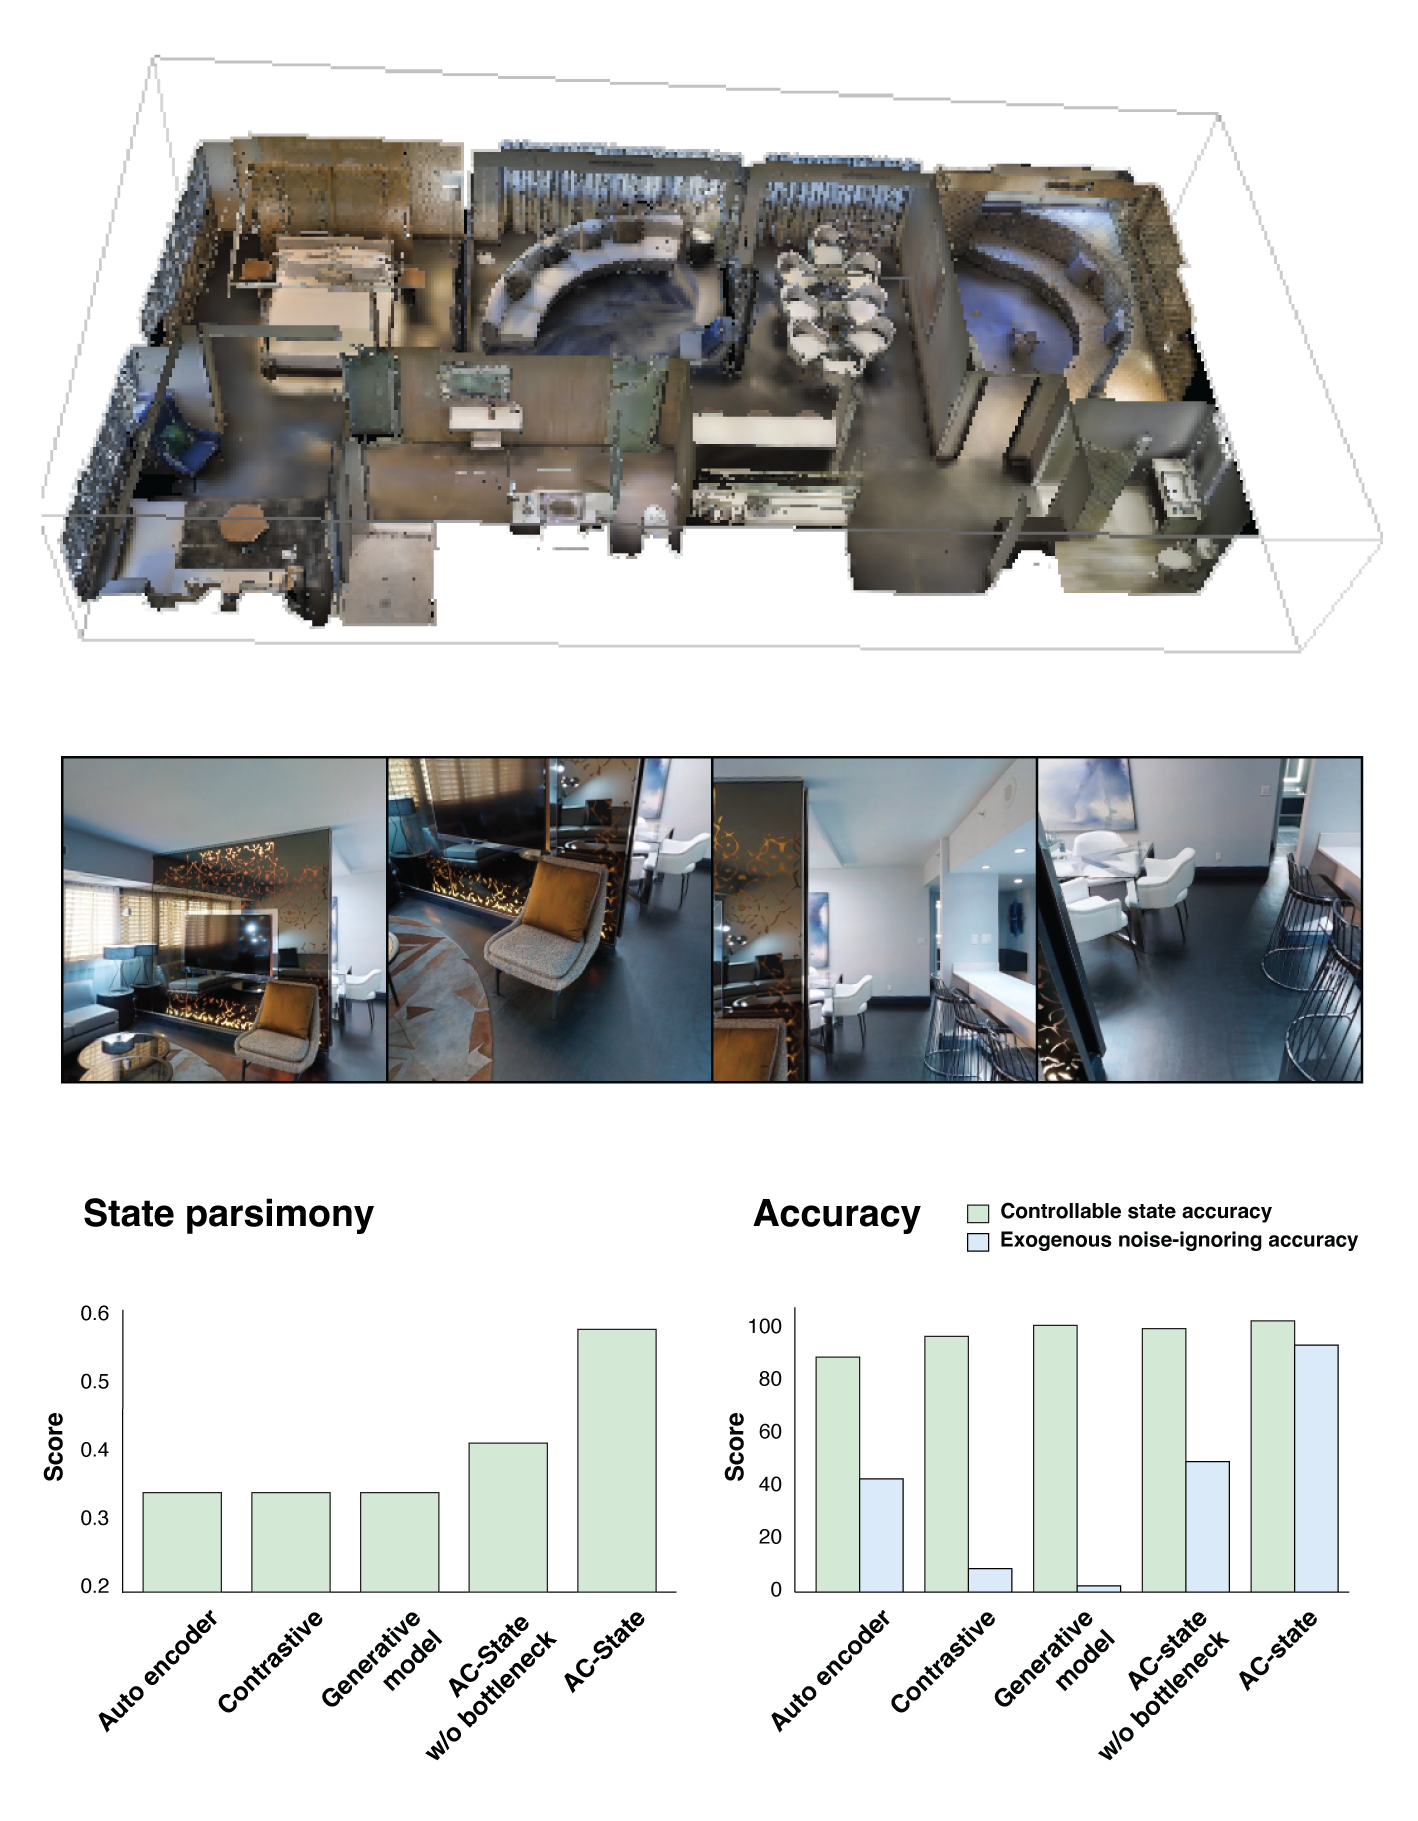 State parsimony
Score
0.6
0.5
0.4
0.3
0.2
Auto encoder
Contrastive
Generative
model
AC-State
w/o bottleneck
AC-State
Accuracy
Controllable state accuracy
Exogenous noise-ignoring accuracy
Score
100
80
60
40
20
0
Auto encoder
Contrastive
Generative
model
AC-state
w/o bottleneck
AC-state